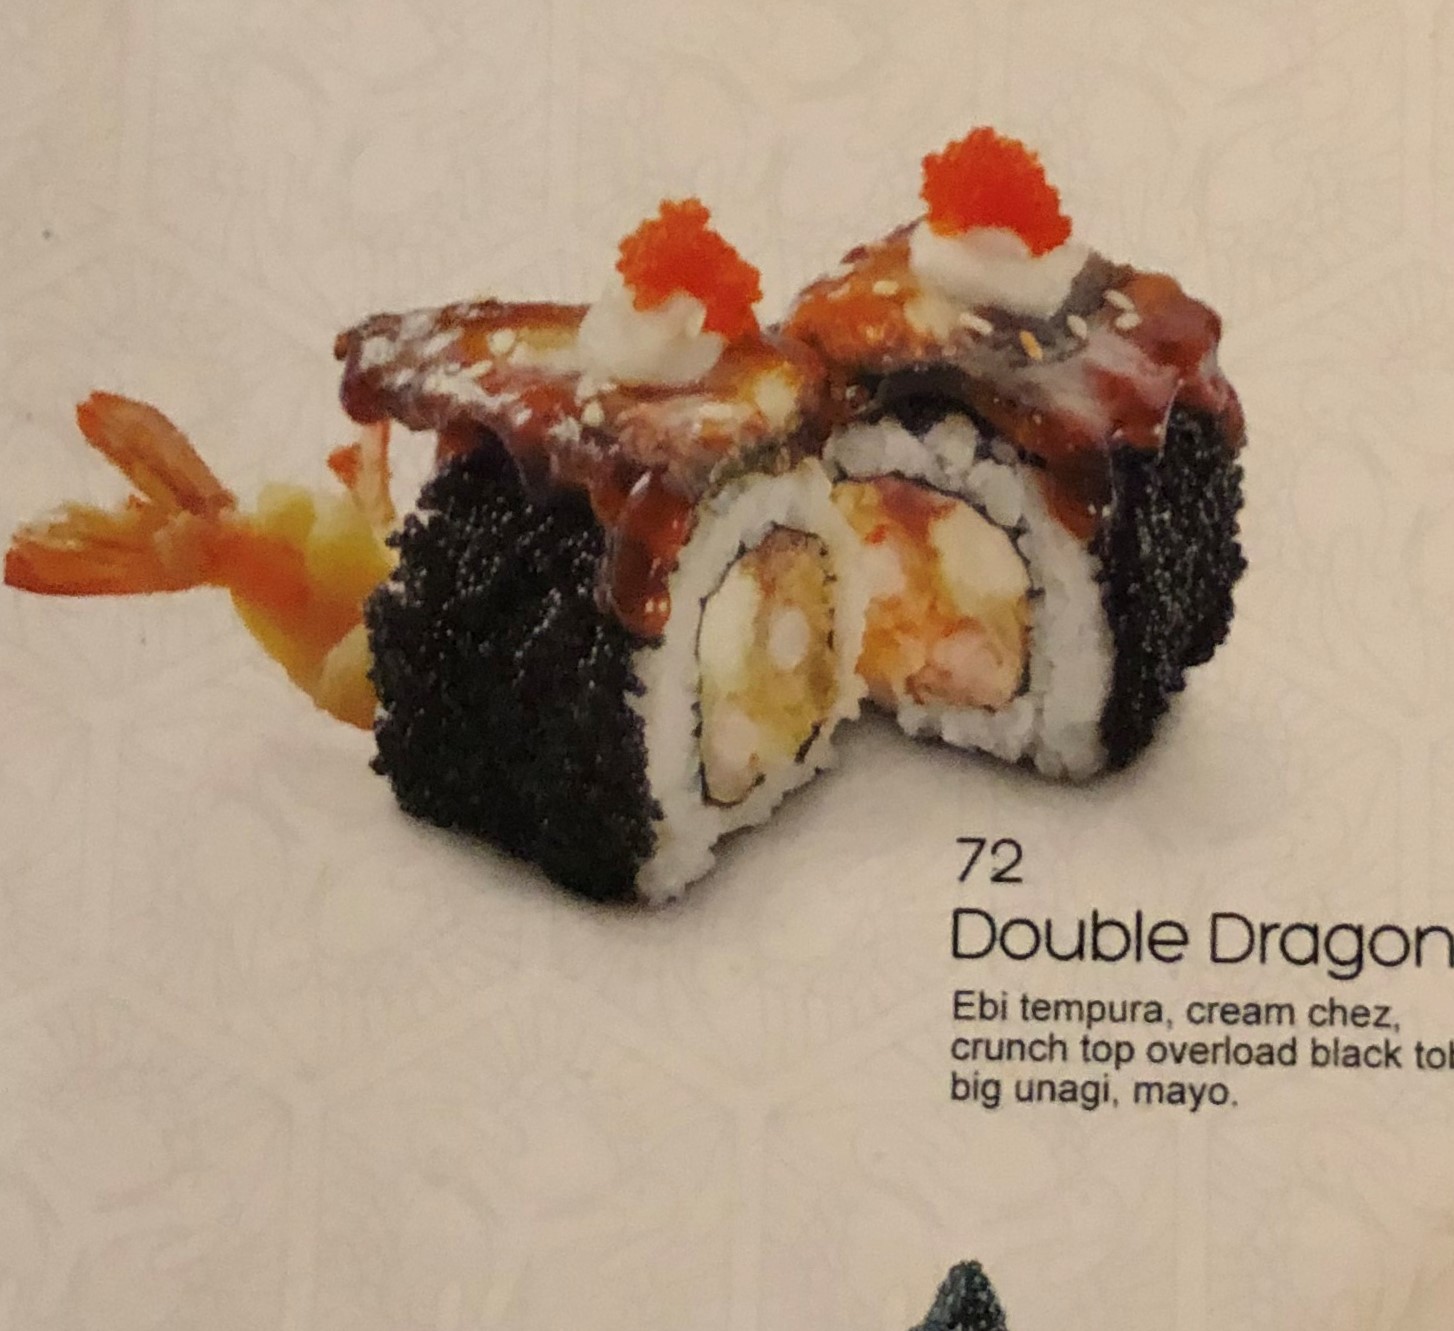 72
Double Dragon
Ebi tempura, cream chez,
crunch top overload black
big unagi, mayo.